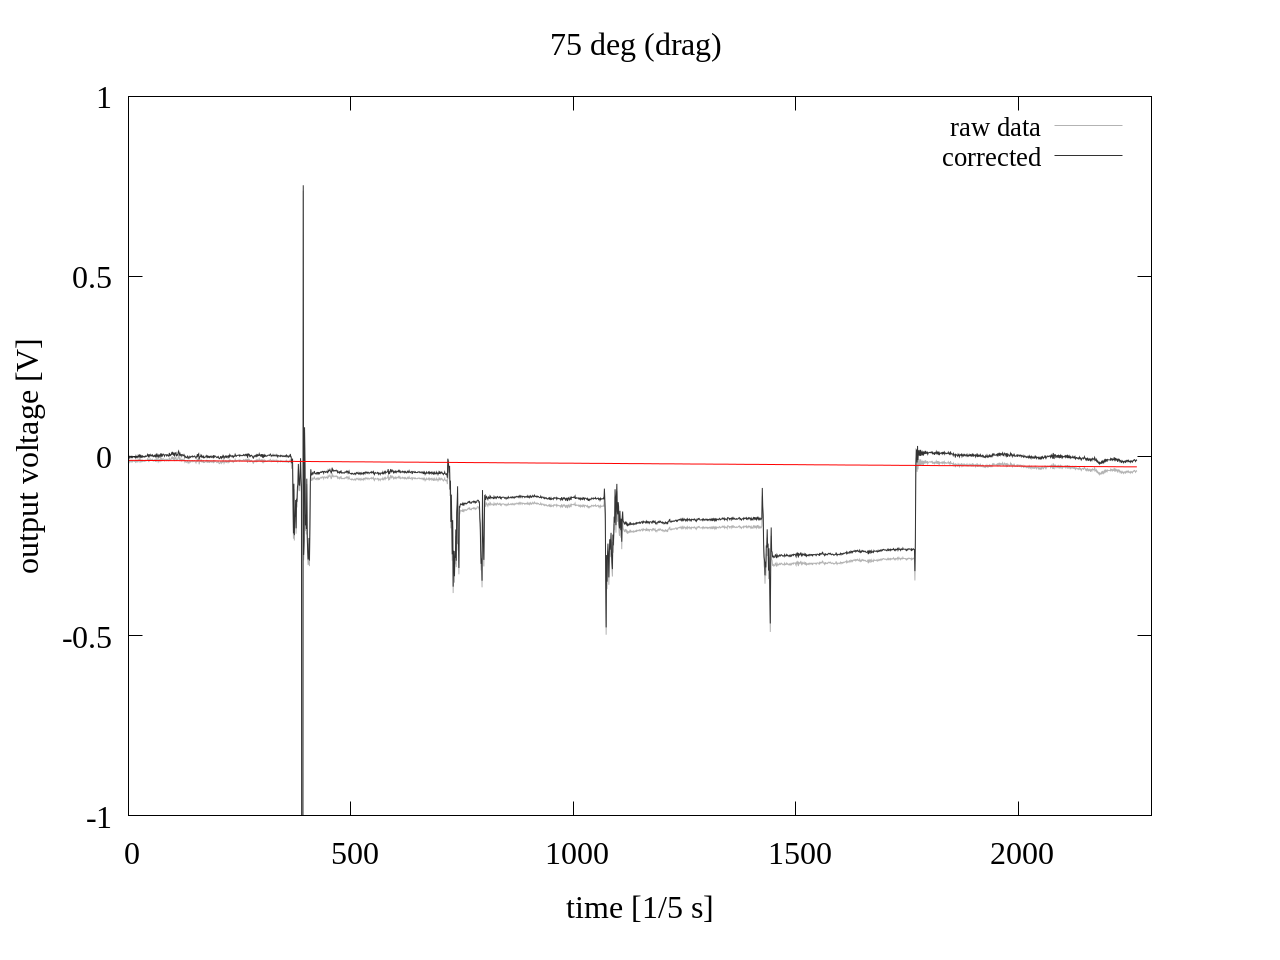 75 deg (drag)
raw data
corrected
output voltage [V]
1
0.5
0
-0.5
-1
0
500
1000
1500
2000
time [1/5 s]